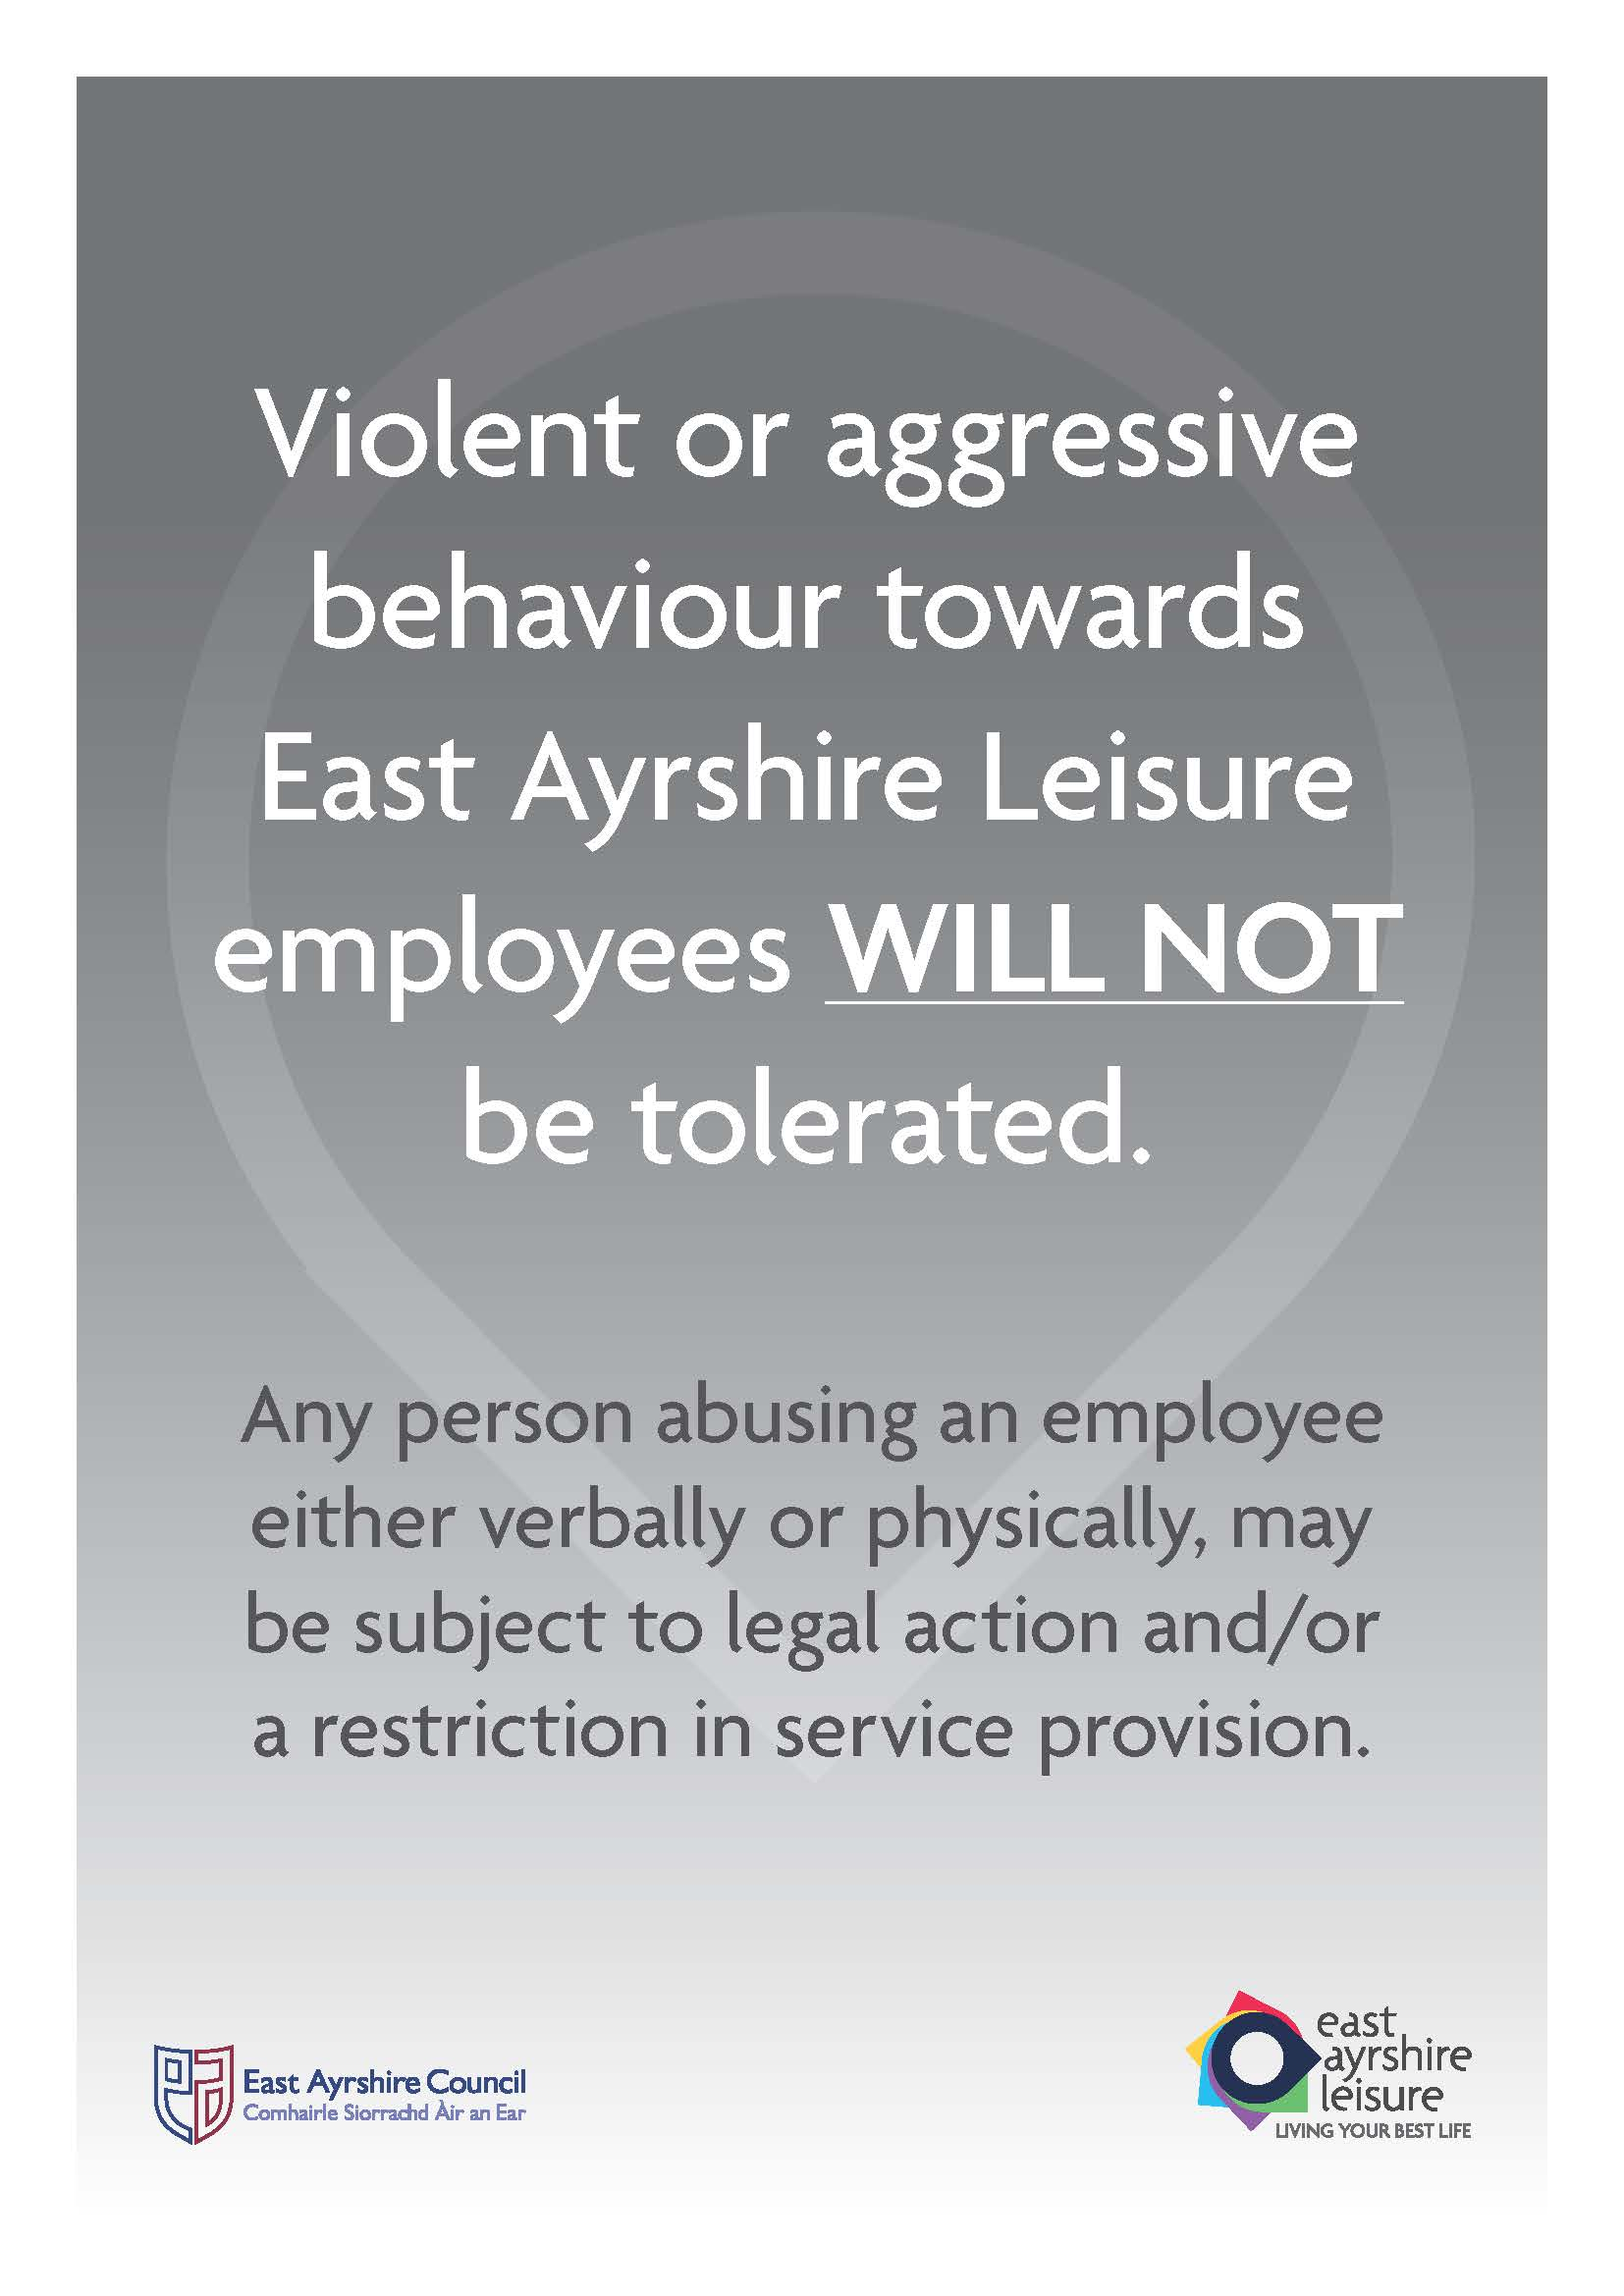 Violent or aggressive
behaviour towards
East Ayrshire Leisure
employees WILL NOT
be tolerated.
Any person abusing an employee
either verbally or physically, may
be subject to legal action and/or
a restriction in service provision.
East Ayrshire Council
Comhairle Siorrachd Àir an Ear
east
ayrshire
leisure
LIVING YOUR BEST LIFE